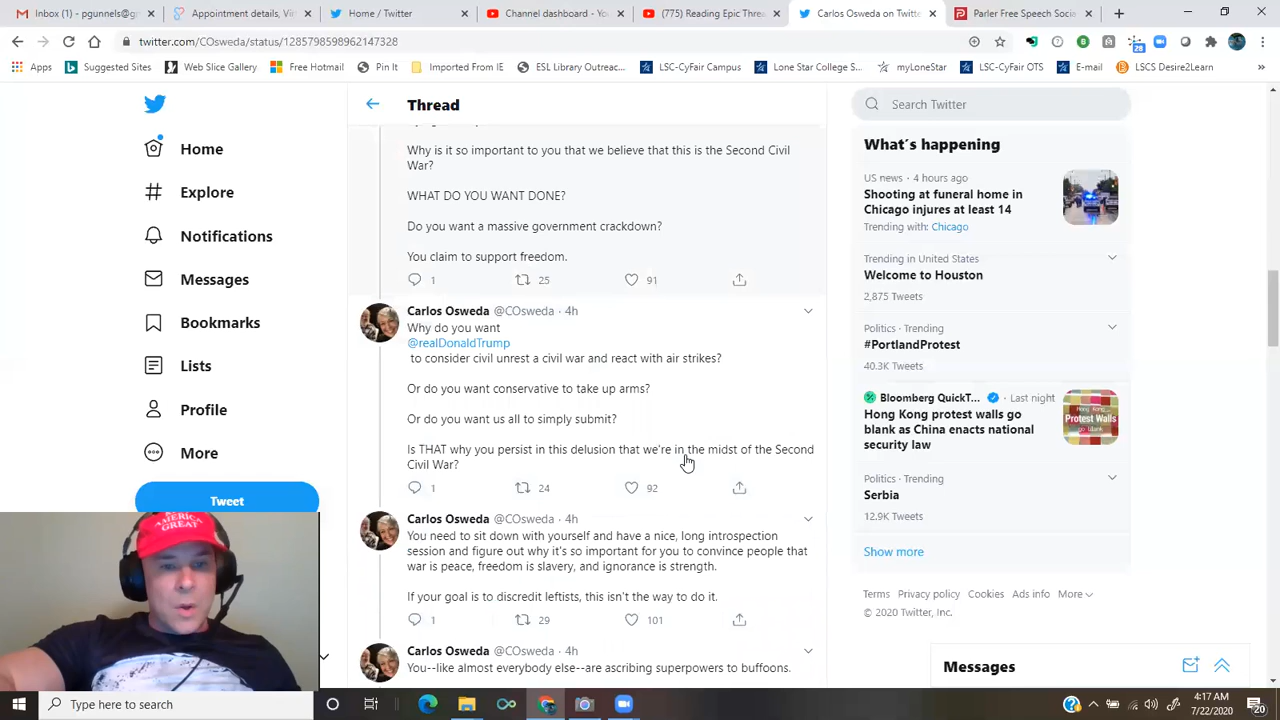 Inbox (1) - pgunnels@gm
Appointment details, Virt
Home / Twitter
Channel dashboard - You
(775) Reading Epic Threa
Carlos Osweda on Twitte
Parler Free Speech Socia
twitter.com/COsweda/status/1285798598962147328
28
Apps
Suggested Sites
Web Slice Gallery
Free Hotmail
Pin It
Imported From IE
ESL Library Outreac...
LSC-CyFair Campus
Lone Star College S...
myLoneStar
LSC-CyFair OTS
E-mail
LSCS Desire2Learn
Home
Explore
Notifications
Messages
Bookmarks
Lists
Profile
More
Tweet
Thread
Why is it so important to you that we believe that this is the Second Civil
War?
WHAT DO YOU WANT DONE?
Do you want a massive government crackdown?
You claim to support freedom.
1 25 91
Carlos Osweda @COsweda · 4h
Why do you want
@realDonaldTrump
to consider civil unrest a civil war and react with air strikes?
Or do you want conservative to take up arms?
Or do you want us all to simply submit?
Is THAT why you persist in this delusion that we're in the midst of the Second
Civil War?
1 24 92
Carlos Osweda @COsweda · 4h
You need to sit down with yourself and have a nice, long introspection
session and figure out why it's so important for you to convince people that
war is peace, freedom is slavery, and ignorance is strength.
If your goal is to discredit leftists, this isn't the way to do it.
1 29 101
Carlos Osweda @COsweda · 4h
You--like almost everybody else--are ascribing superpowers to buffoons.
Search Twitter
What's happening
US news · 4 hours ago
Shooting at funeral home in
Chicago injures at least 14
Trending with: Chicago
Trending in United States
Welcome to Houston
2,875 Tweets
Politics · Trending
#PortlandProtest
40.3K Tweets
Bloomberg QuickT... · Last night
Hong Kong protest walls go
blank as China enacts national
security law
Protest
Walls
Politics · Trending
Serbia
12.9K Tweets
Show more
Terms Privacy policy Cookies Ads info More
© 2020 Twitter, Inc.
Messages
AMERICA
GREAT
Type here to search
4:17 AM
7/22/2020
20